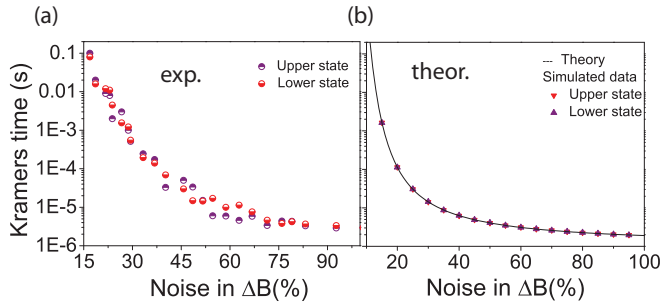 (a)
(b)
Kramers time (s)
0.1
0.01
1E-3
1E-4
1E-5
1E-6
exp.
Upper state
Lower state
15 30 45 60 75 90
Noise in ΔB(%)
theor.
--- Theory
Simulated data
Upper state
Lower state
20 40 60 80 100
Noise in ΔB(%)